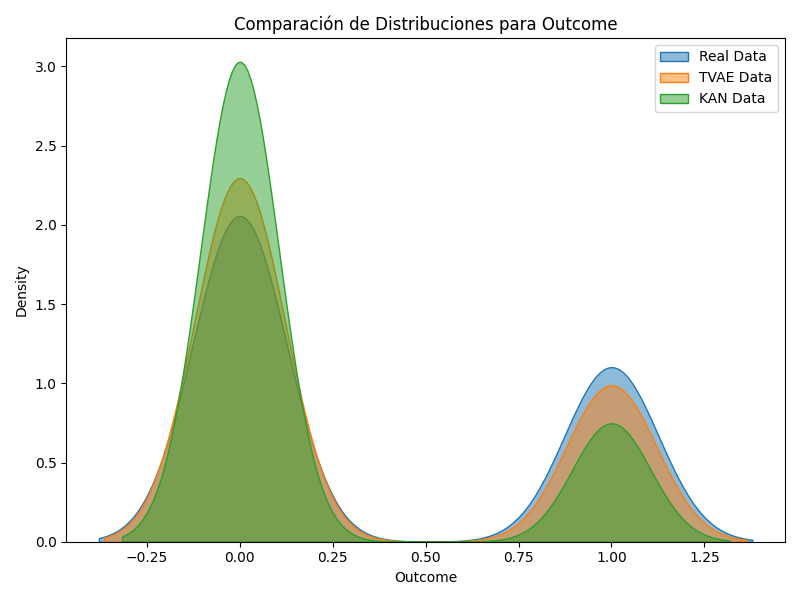 Comparación de Distribuciones para Outcome
Real Data
TVAE Data
KAN Data
3.0
2.5
2.0
1.5
1.0
0.5
0.0
Density
−0.25
0.00
0.25
0.50
0.75
1.00
1.25
Outcome